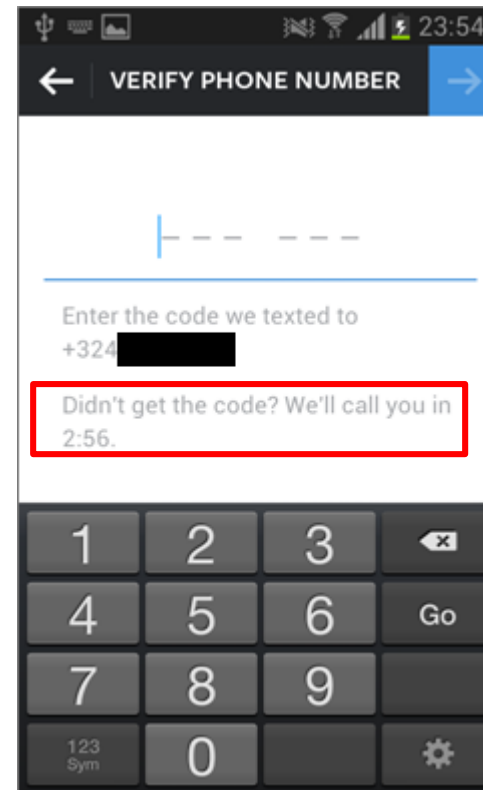 23:54
VERIFY PHONE NUMBER
Enter the code we texted to
+324
Didn't get the code? We'll call you in
2:56.
1 2 3
4 5 6 Go
7 8 9
123
Sym
0